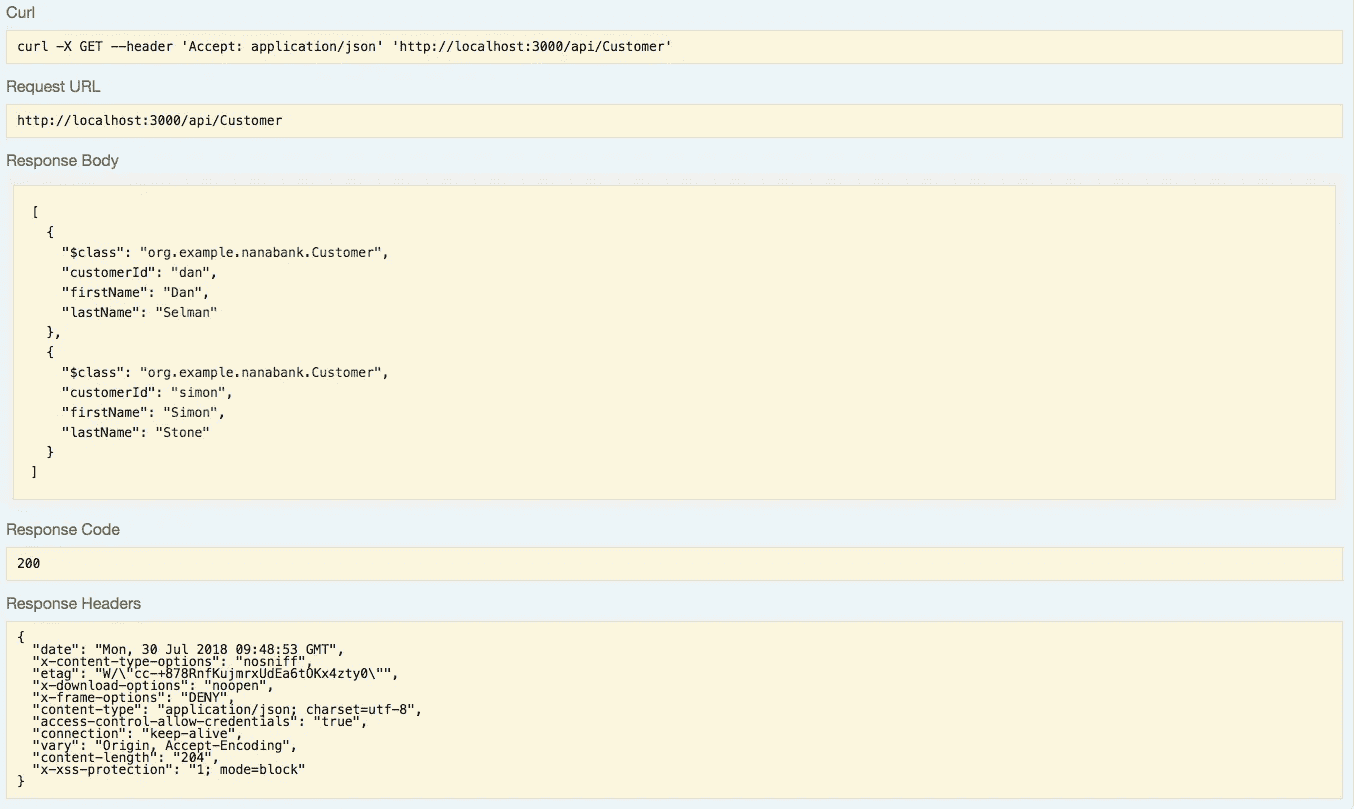 Curl
curl -X GET --header 'Accept: application/json' 'http://localhost:3000/api/Customer'
Request URL
http://localhost:3000/api/Customer
Response Body
[
  {
    "$class": "org.example.nanabank.Customer",
    "customerId": "dan",
    "firstName": "Dan",
    "lastName": "Selman"
  },
  {
    "$class": "org.example.nanabank.Customer",
    "customerId": "simon",
    "firstName": "Simon",
    "lastName": "Stone"
  }
]
Response Code
200
Response Headers
{
  "date": "Mon, 30 Jul 2018 09:48:53 GMT",
  "x-content-type-options": "nosniff",
  "etag": "W/\"cc-+878RnfKujmrxUdEa6tOKx4zty0\"",
  "x-download-options": "noopen",
  "x-frame-options": "DENY",
  "content-type": "application/json; charset=utf-8",
  "access-control-allow-credentials": "true",
  "connection": "keep-alive",
  "vary": "Origin, Accept-Encoding",
  "content-length": "204",
  "x-xss-protection": "1; mode=block"
}